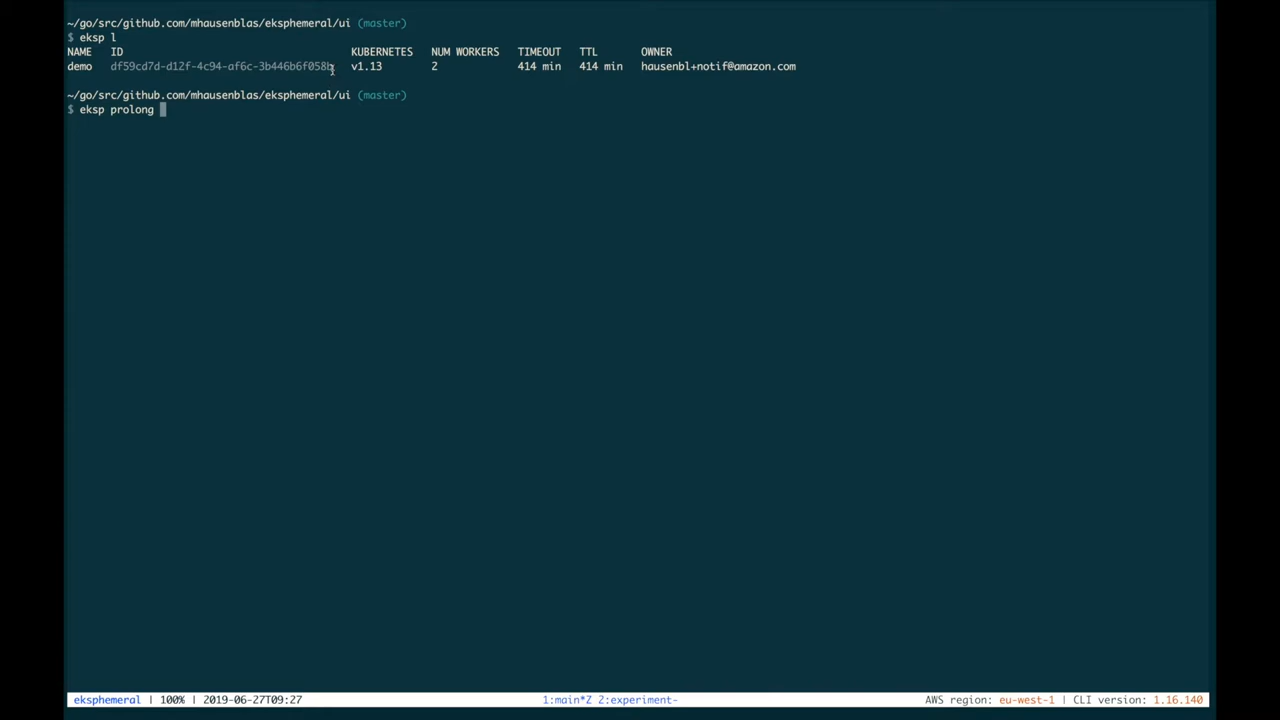 ~/go/src/github.com/mhausenblas/eksphemeral/ui (master)
$ eksp l
NAME ID KUBERNETES NUM WORKERS TIMEOUT TTL OWNER
demo df59cd7d-d12f-4c94-af6c-3b446b6f058b v1.13 2 414 min 414 min hausenbl+notif@amazon.com
~/go/src/github.com/mhausenblas/eksphemeral/ui (master)
$ eksp prolong
eksphemeral | 100% | 2019-06-27T09:27 1:main*Z 2:experiment- AWS region: eu-west-1 | CLI version: 1.16.140